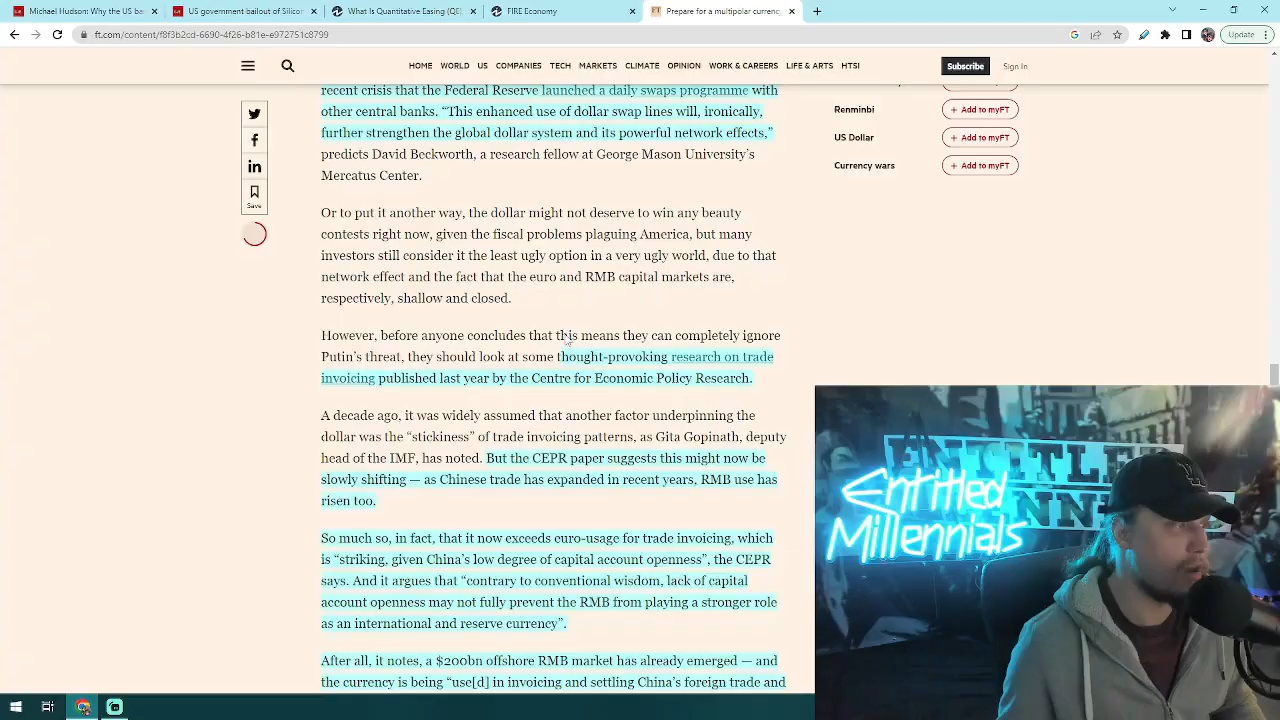 Michael Hudson: Why the US ba
US government bailout of Silicon
What Is Quantitative Easing (QE
FIRE Economy
Prepare for a multipolar currenc
ft.com/content/f8f3b2cd-6690-4f26-b81e-e972751c8799
Update
HOME WORLD US COMPANIES TECH MARKETS CLIMATE OPINION WORK & CAREERS LIFE & ARTS HTSI
Subscribe Sign In
recent crisis that the Federal Reserve launched a daily swaps programme with
other central banks. “This enhanced use of dollar swap lines will, ironically,
further strengthen the global dollar system and its powerful network effects,”
predicts David Beckworth, a research fellow at George Mason University’s
Mercatus Center.
Or to put it another way, the dollar might not deserve to win any beauty
contests right now, given the fiscal problems plaguing America, but many
investors still consider it the least ugly option in a very ugly world, due to that
network effect and the fact that the euro and RMB capital markets are,
respectively, shallow and closed.
However, before anyone concludes that this means they can completely ignore
Putin’s threat, they should look at some thought-provoking research on trade
invoicing published last year by the Centre for Economic Policy Research.
A decade ago, it was widely assumed that another factor underpinning the
dollar was the “stickiness” of trade invoicing patterns, as Gita Gopinath, deputy
head of the IMF, has noted. But the CEPR paper suggests this might now be
slowly shifting — as Chinese trade has expanded in recent years, RMB use has
risen too.
So much so, in fact, that it now exceeds euro-usage for trade invoicing, which
is “striking, given China’s low degree of capital account openness”, the CEPR
says. And it argues that “contrary to conventional wisdom, lack of capital
account openness may not fully prevent the RMB from playing a stronger role
as an international and reserve currency”.
After all, it notes, a $200bn offshore RMB market has already emerged — and
the currency is being “use[d] in invoicing and settling China’s foreign trade and
Save
Renminbi + Add to myFT
US Dollar + Add to myFT
Currency wars + Add to myFT
Entitled
Millennials